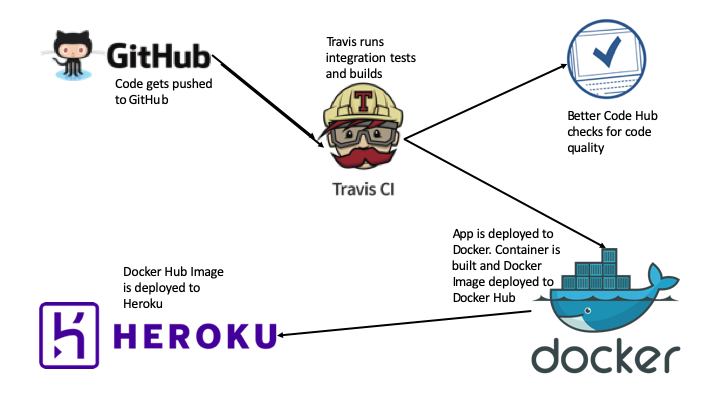 GitHub
Code gets pushed
to GitHub
Travis runs
integration tests
and builds
T
Travis CI
Better Code Hub
checks for code
quality
App is deployed to
Docker. Container is
built and Docker
Image deployed to
Docker Hub
docker
Docker Hub Image
is deployed to
Heroku
HEROKU